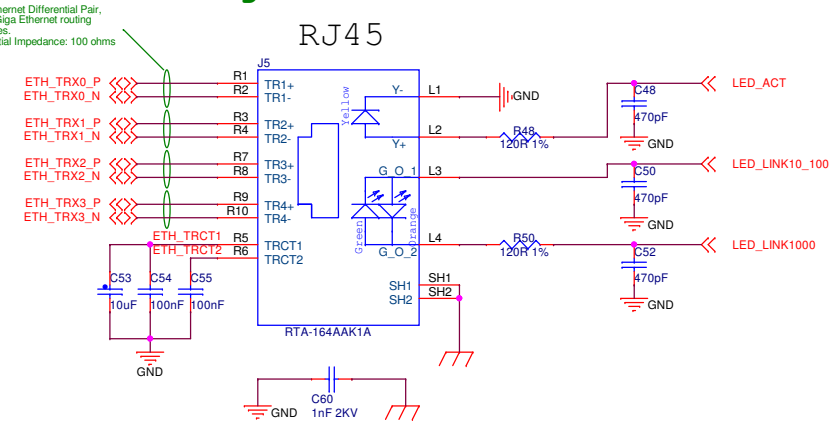 ernet Differential Pair,
Giga Ethernet routing
es.
tial Impedance: 100 ohms
RJ45
J5
ETH_TRX0_P R1 TR1+ Y- L1 GND
ETH_TRX0_N R2 TR1-
Yellow
C48 LED_ACT
470pF
GND
ETH_TRX1_P R3 TR2+
ETH_TRX1_N R4 TR2- Y+ L2 R48
120R 1%
ETH_TRX2_P R7 TR3+
ETH_TRX2_N R8 TR3- G_O_1 L3 C50 LED_LINK10_100
470pF
GND
ETH_TRX3_P R9 TR4+
ETH_TRX3_N R10 TR4-
Green Orange
ETH_TRCT1 R5 TRCT1 G_O_2 L4 R50
120R 1%
ETH_TRCT2 R6 TRCT2
C52 LED_LINK1000
470pF
GND
C53 C54 C55
10uF 100nF 100nF
GND
SH1 SH1
SH2 SH2
RTA-164AAK1A
C60
GND 1nF 2KV